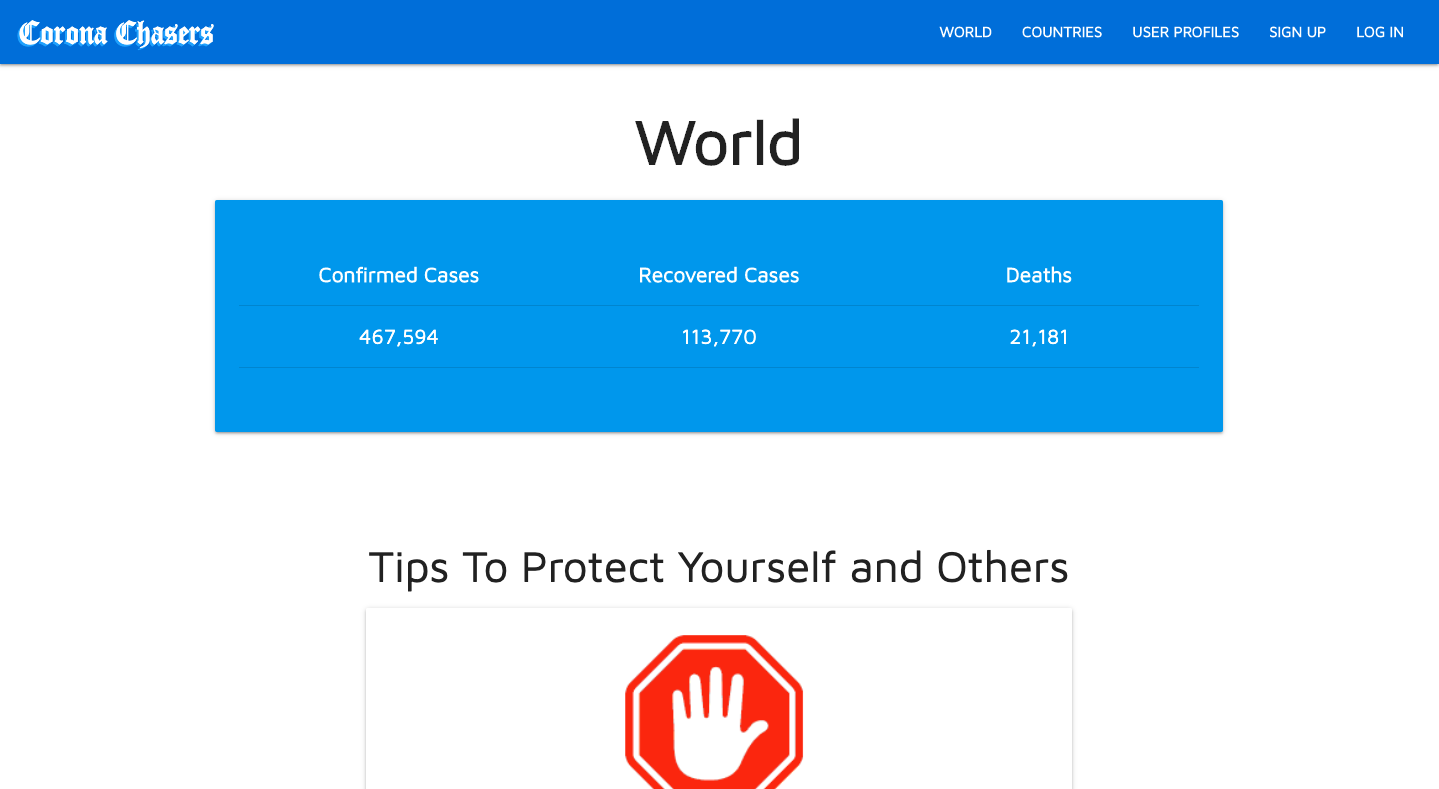 Corona Chasers
WORLD COUNTRIES USER PROFILES SIGN UP LOG IN
World
Confirmed Cases Recovered Cases Deaths
467,594 113,770 21,181
Tips To Protect Yourself and Others